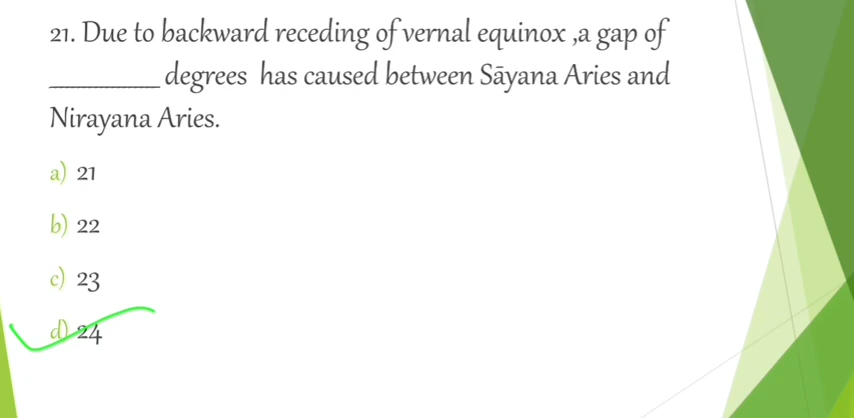 21. Due to backward receding of vernal equinox ,a gap of
____________ degrees has caused between Sāyana Aries and
Nirayana Aries.
a) 21
b) 22
c) 23
d) 24